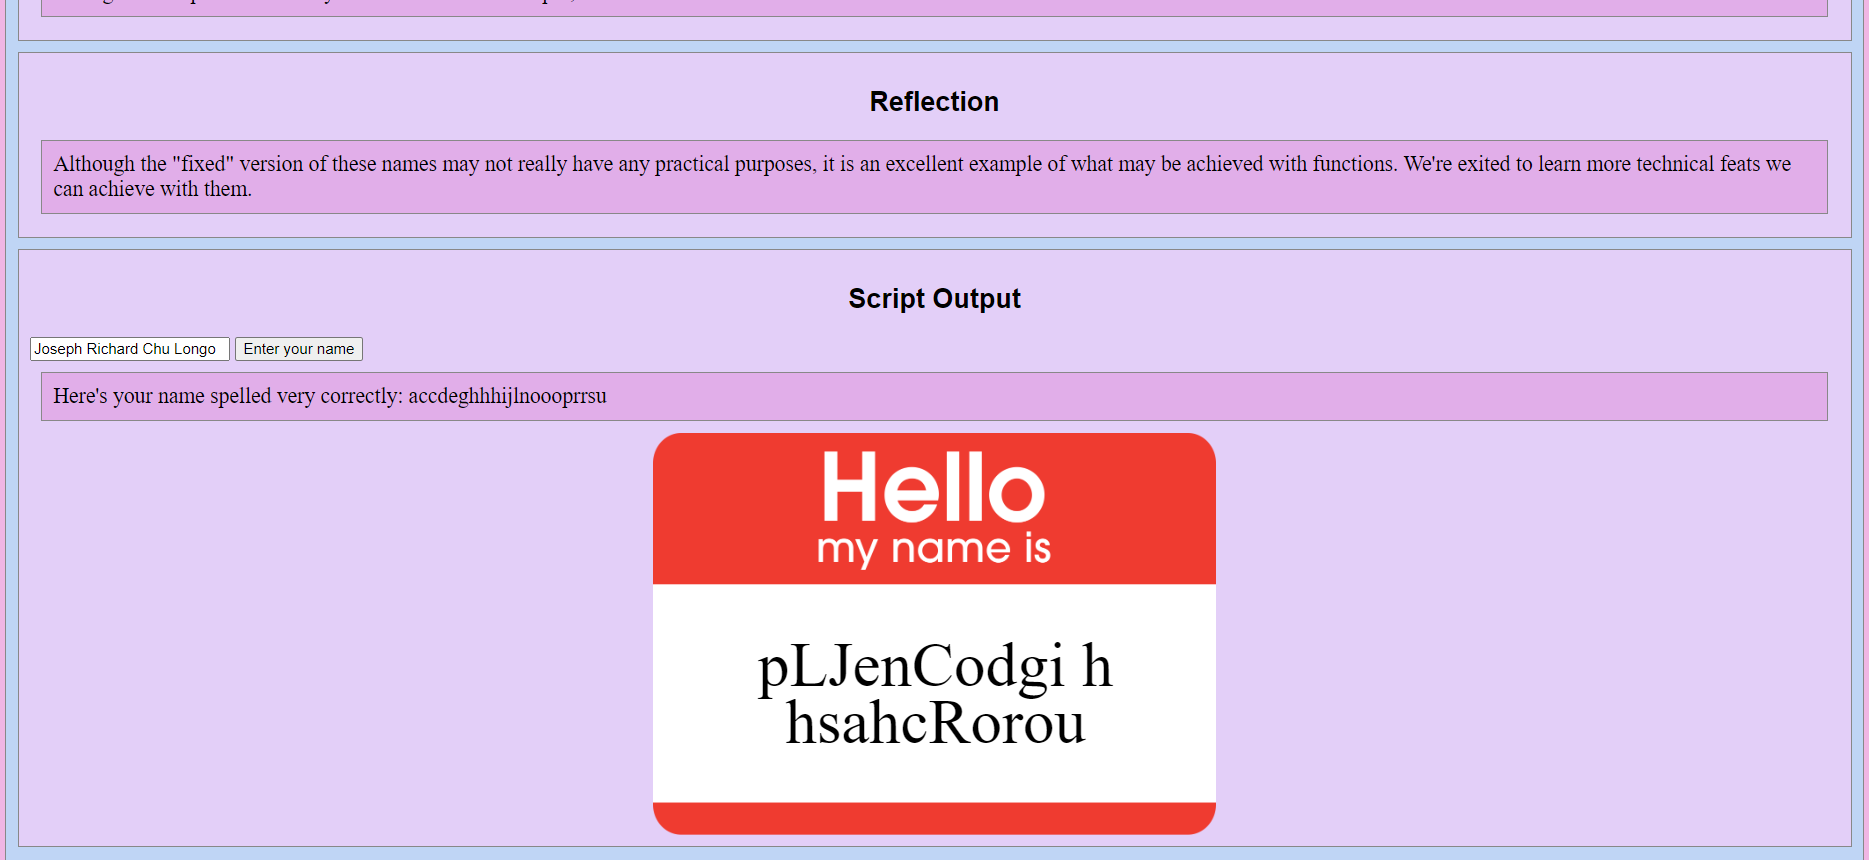 Reflection
Although the "fixed" version of these names may not really have any practical purposes, it is an excellent example of what may be achieved with functions. We're exited to learn more technical feats we
can achieve with them.
Script Output
Joseph Richard Chu Longo Enter your name
Here's your name spelled very correctly: accdeghhhijlnoooprrsu
Hello
my name is
pLJenCodgi h
hsahcRorou